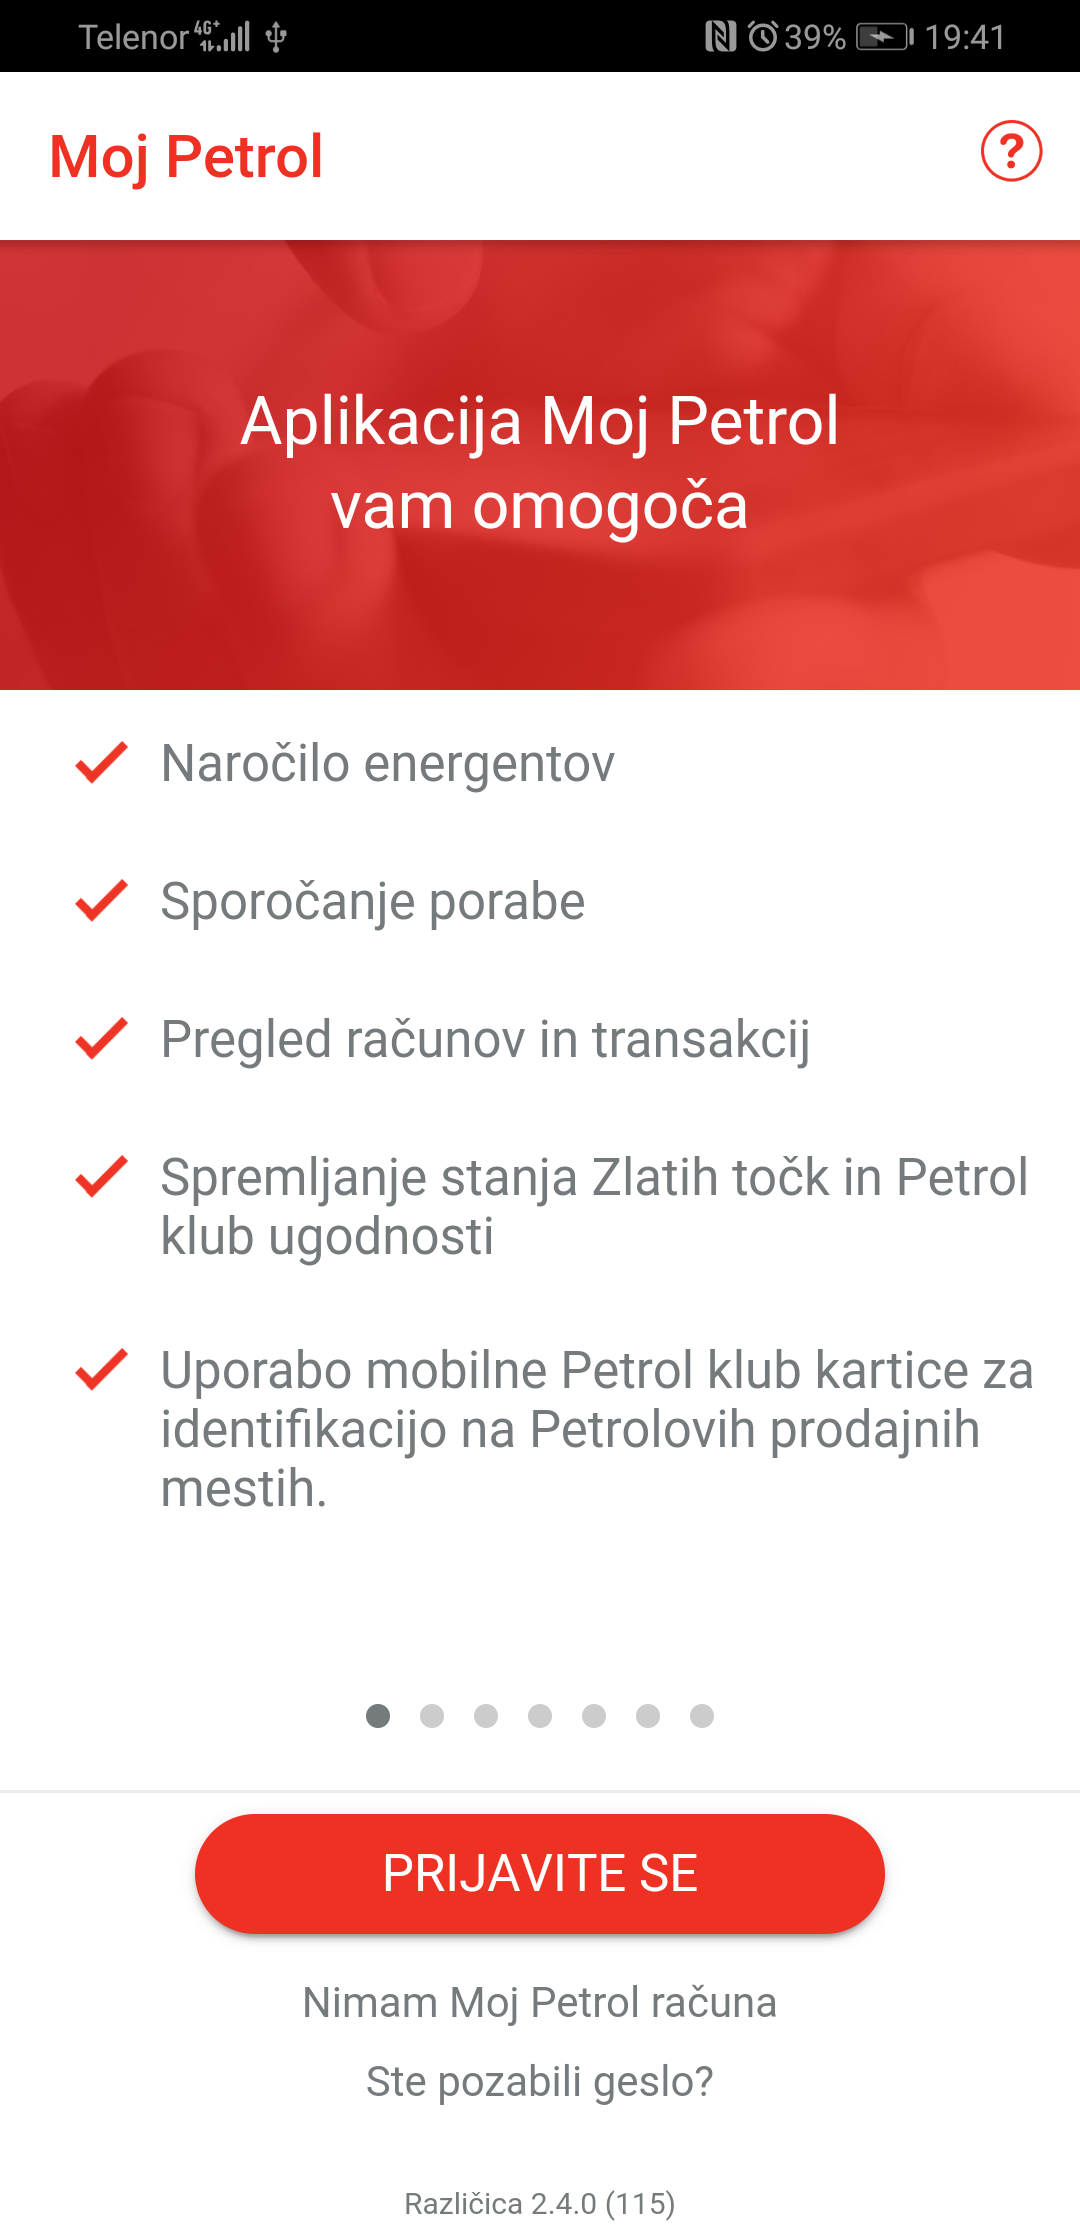 Telenor 4G+ 39% 19:41
Moj Petrol ?
Aplikacija Moj Petrol
vam omogoča
Naročilo energentov
Sporočanje porabe
Pregled računov in transakcij
Spremljanje stanja Zlatih točk in Petrol
klub ugodnosti
Uporabo mobilne Petrol klub kartice za
identifikacijo na Petrolovih prodajnih
mestih.
PRIJAVITE SE
Nimam Moj Petrol računa
Ste pozabili geslo?
Različica 2.4.0 (115)